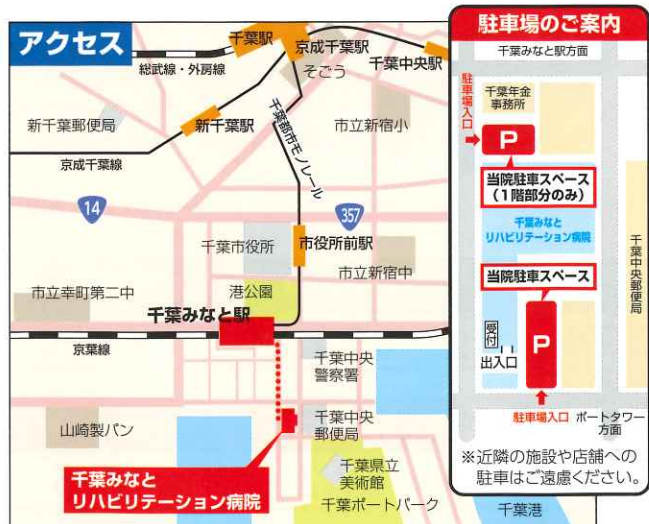 アクセス
千葉駅
京成千葉駅
千葉中央駅
総武線・外房線
そごう
新千葉郵便局
新千葉駅
市立新宿小
京成千葉線
千葉都市モノレール
14
357
千葉市役所
市役所前駅
港公園
市立新宿中
市立幸町第二中
千葉みなと駅
京葉線
千葉中央
警察署
山崎製パン
千葉中央
郵便局
千葉みなと
リハビリテーション病院
千葉県立
美術館
千葉ポートパーク
千葉港
駐車場のご案内
千葉みなと駅方面
駐車場入口
千葉年金
事務所
P
当院駐車スペース
(1階部分のみ)
千葉みなと
リハビリテーション病院
千葉中央郵便局
当院駐車スペース
受付
P
出入口
駐車場入口
ポートタワー
方面
※近隣の施設や店舗への
駐車はご遠慮ください。